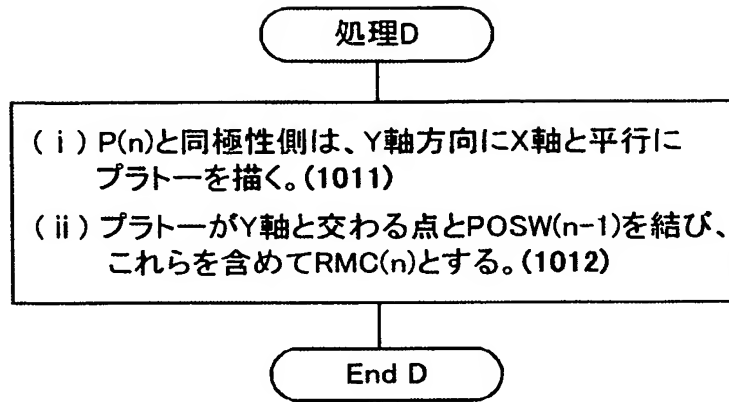 処理D
(ⅰ) P(n)と同極性側は、Y軸方向にX軸と平行に
プラトーを描く。(1011)
(ⅱ) プラトーがY軸と交わる点とPOSW(n-1)を結び、
これらを含めてRMC(n)とする。(1012)
End D